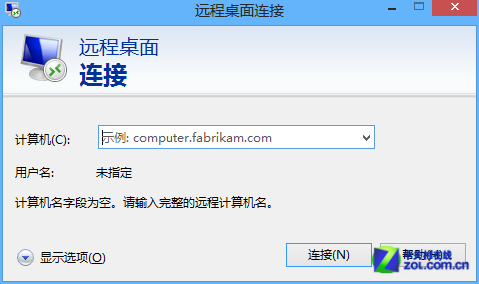 远程桌面连接
远程桌面
连接
计算机(C):
示例: computer.fabrikam.com
用户名:
未指定
计算机名字段为空。请输入完整的远程计算机名。
显示选项(O)
连接(N)
zol.com.cn